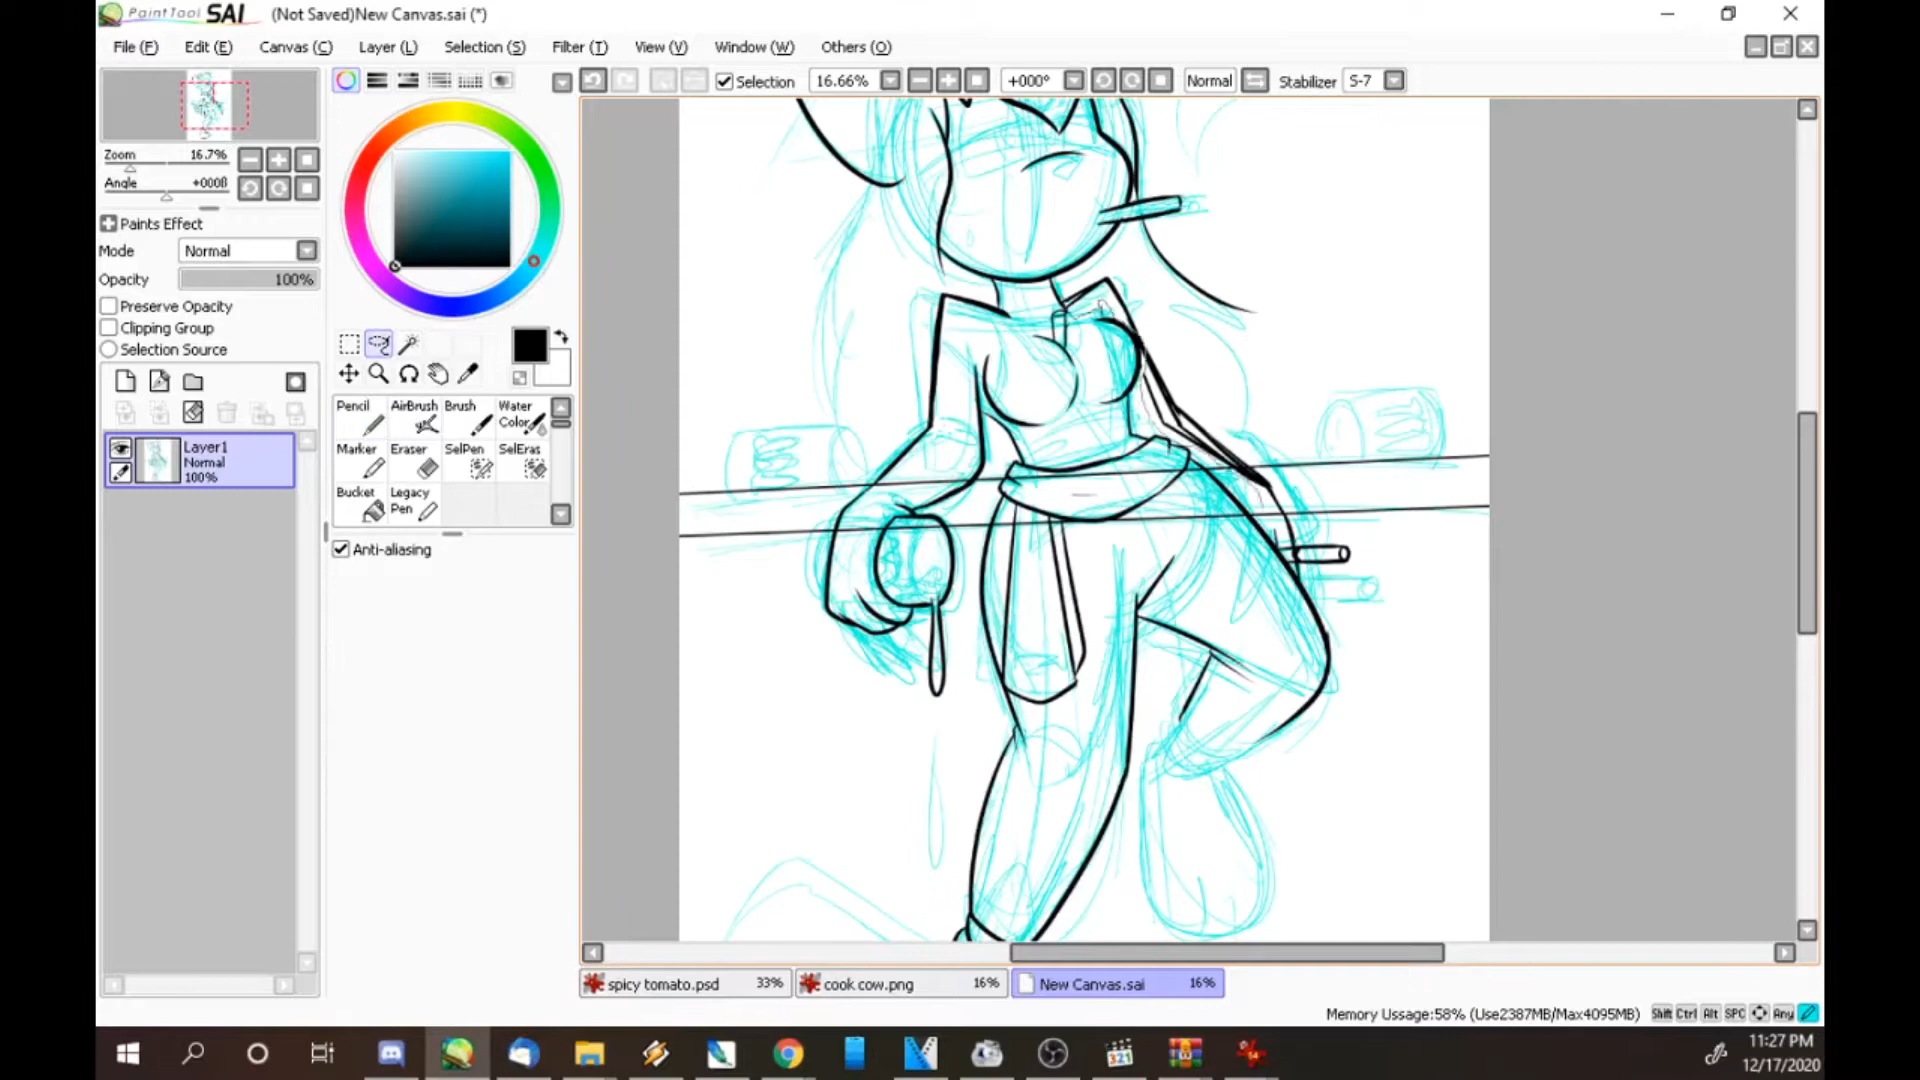 PaintTool SAI (Not Saved)New Canvas.sai (*)
File (F) Edit (E) Canvas (C) Layer (L) Selection (S) Filter (T) View (V) Window (W) Others (O)
Selection 16.66% +000° Normal Stabilizer S-7
Zoom 16.7%
Angle +000ß
Paints Effect
Mode Normal
Opacity 100%
Preserve Opacity
Clipping Group
Selection Source
Layer1
Normal
100%
Pencil AirBrush Brush Water Color
Marker Eraser SelPen SelEras
Bucket Legacy Pen
Anti-aliasing
spicy tomato.psd 33% cook cow.png 16% New Canvas.sai 16%
Memory Ussage:58% (Use2387MB/Max4095MB) Shift Ctrl Alt SPC Any
321
11:27 PM
12/17/2020